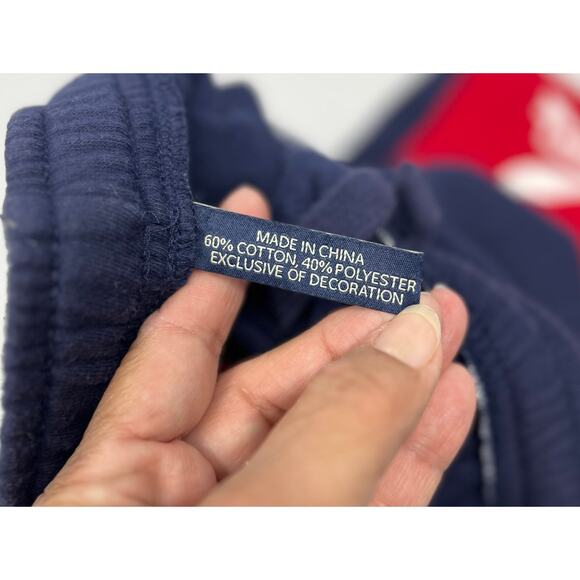 MADE IN CHINA
60% COTTON, 40% POLYESTER
EXCLUSIVE OF DECORATION